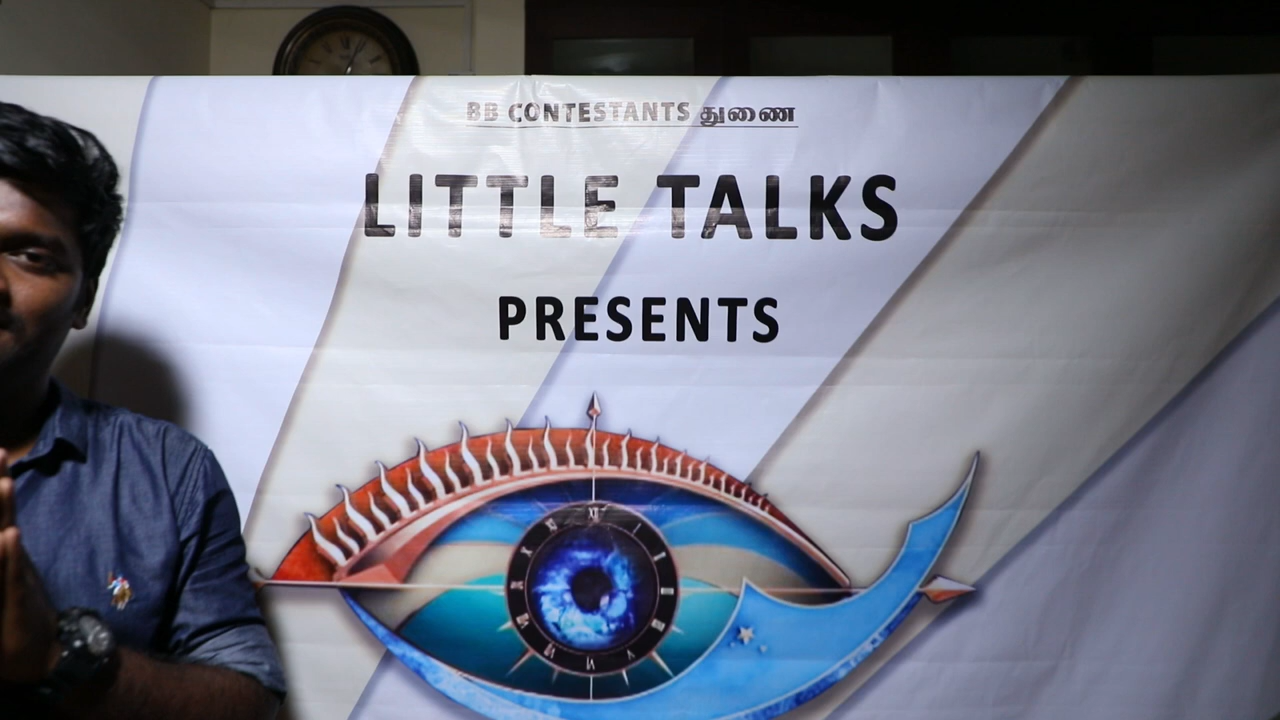 BB CONTESTANTS துணை
LITTLE TALKS
PRESENTS